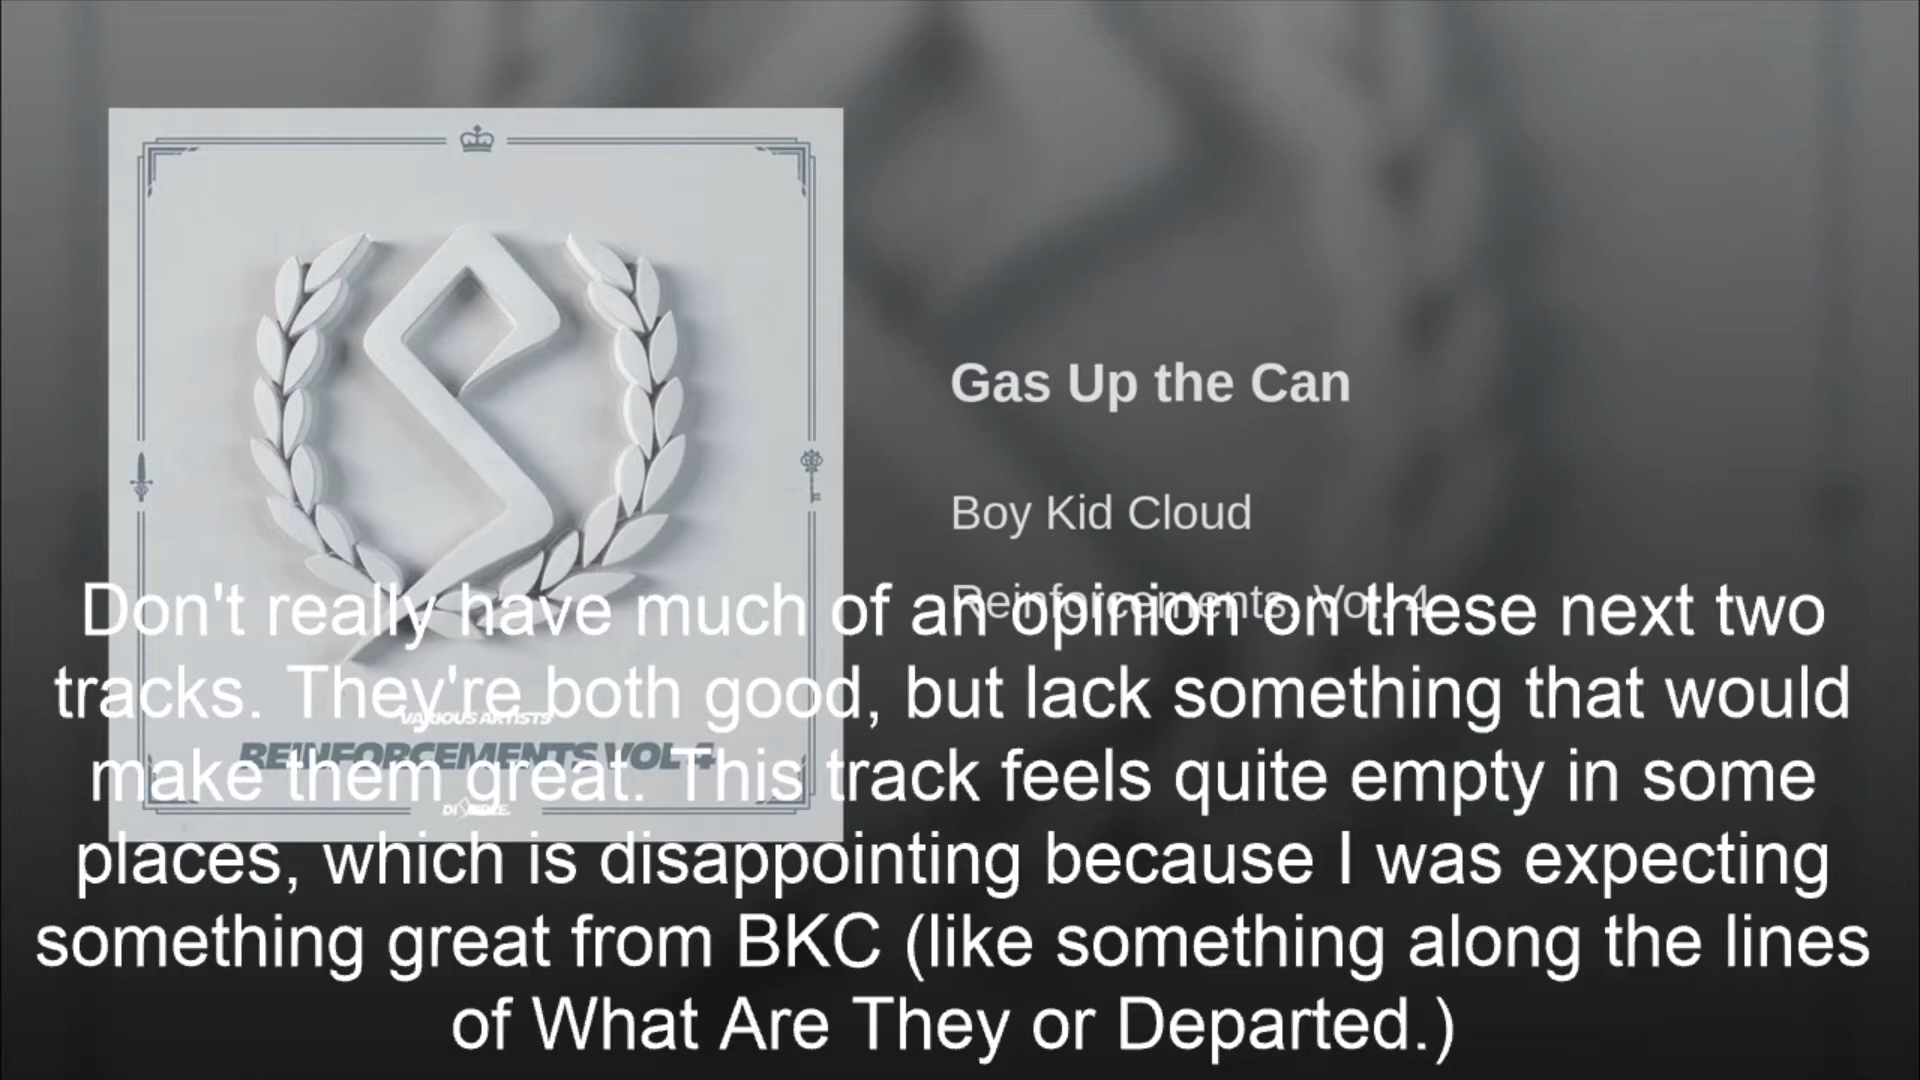 Gas Up the Can
Boy Kid Cloud
Reinforcements, Vol. 4
VARIOUS ARTISTS
REINFORCEMENTS VOL 4
Don't really have much of an opinion on these next two
tracks. They're both good, but lack something that would
make them great. This track feels quite empty in some
places, which is disappointing because I was expecting
something great from BKC (like something along the lines
of What Are They or Departed.)